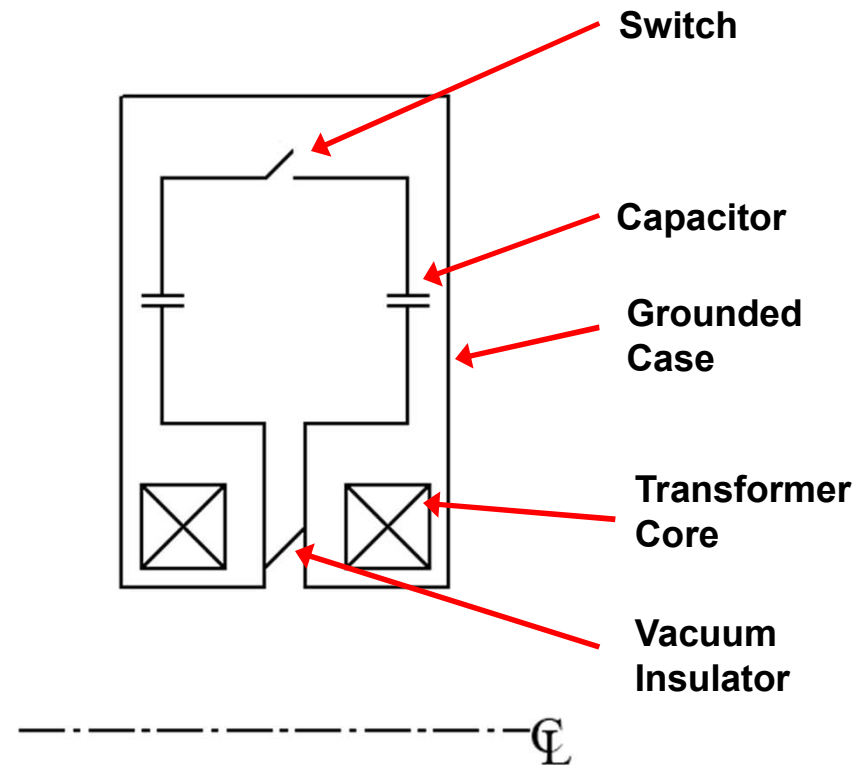 Switch
Capacitor
Grounded
Case
Transformer
Core
Vacuum
Insulator
℄